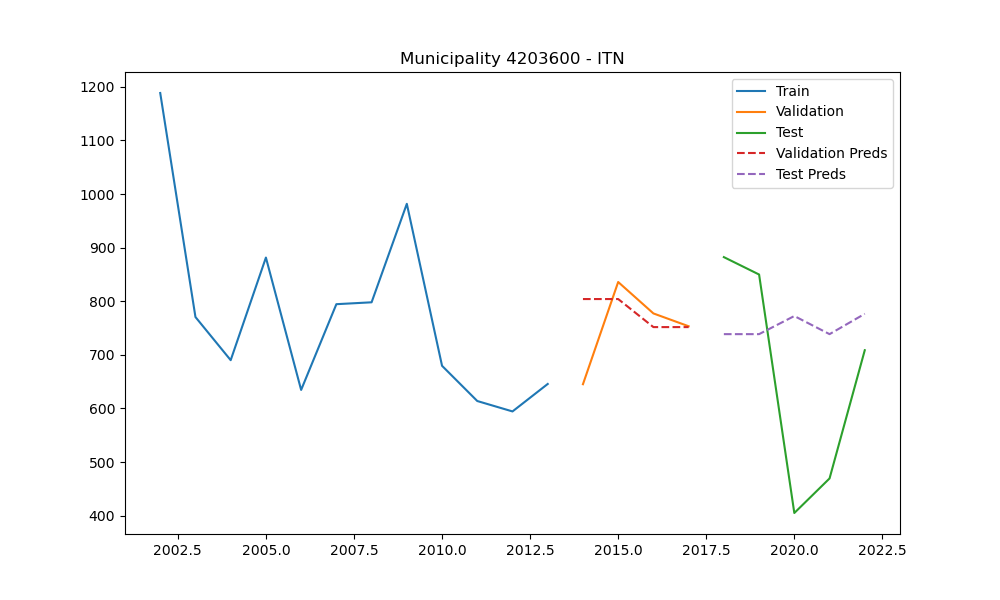 Municipality 4203600 - ITN
1200
1100
1000
900
800
700
600
500
400
Train
Validation
Test
Validation Preds
Test Preds
2002.5 2005.0 2007.5 2010.0 2012.5 2015.0 2017.5 2020.0 2022.5